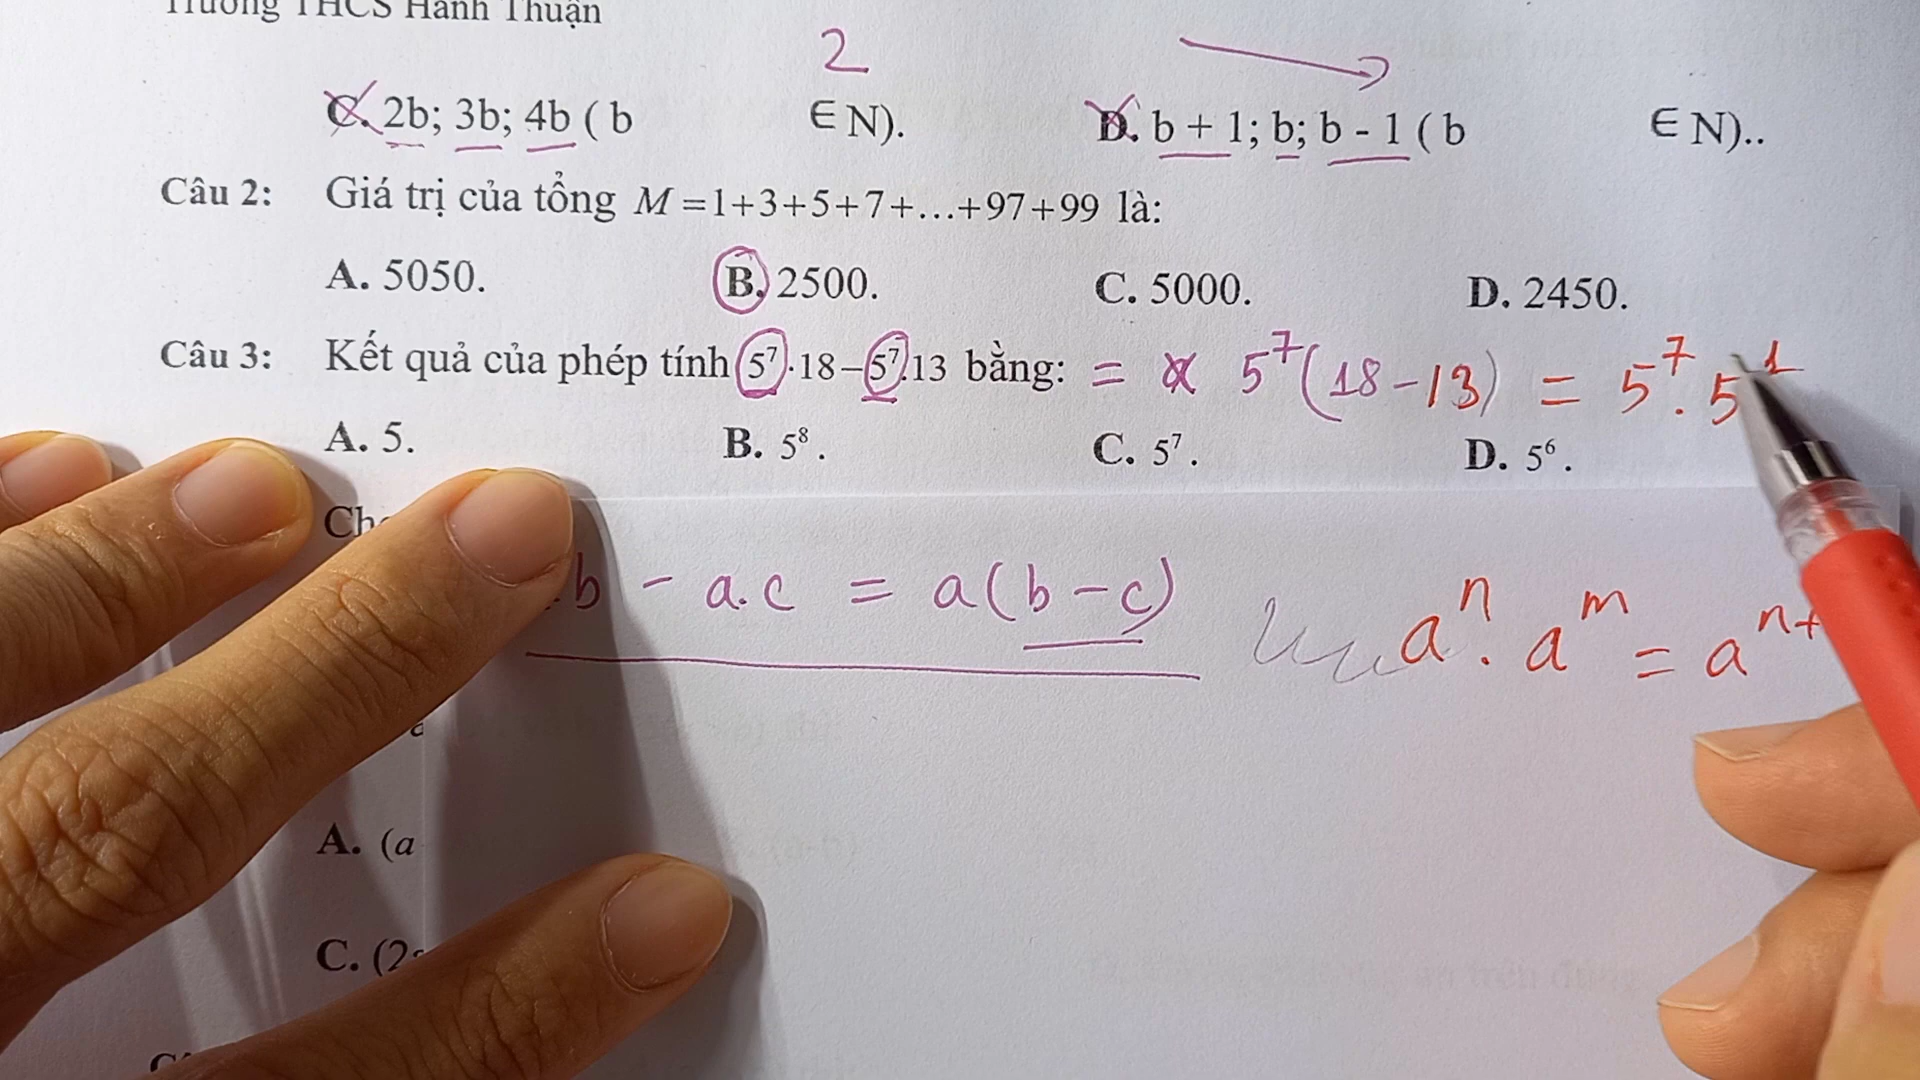 Trường THCS Hành Thuận
2
C. 2b; 3b; 4b ( b ∈ N). D. b + 1; b; b - 1 ( b ∈ N)..
Câu 2: Giá trị của tổng M =1+3+5+7+...+97+99 là:
A. 5050. B. 2500. C. 5000. D. 2450.
Câu 3: Kết quả của phép tính 5⁷.18–5⁷.13 bằng: = 5⁷(18-13) = 5⁷.5¹
A. 5. B. 5⁸. C. 5⁷. D. 5⁶.
b - a.c = a(b-c) aⁿ.aᵐ = aⁿ⁺
A. (a
C. (2